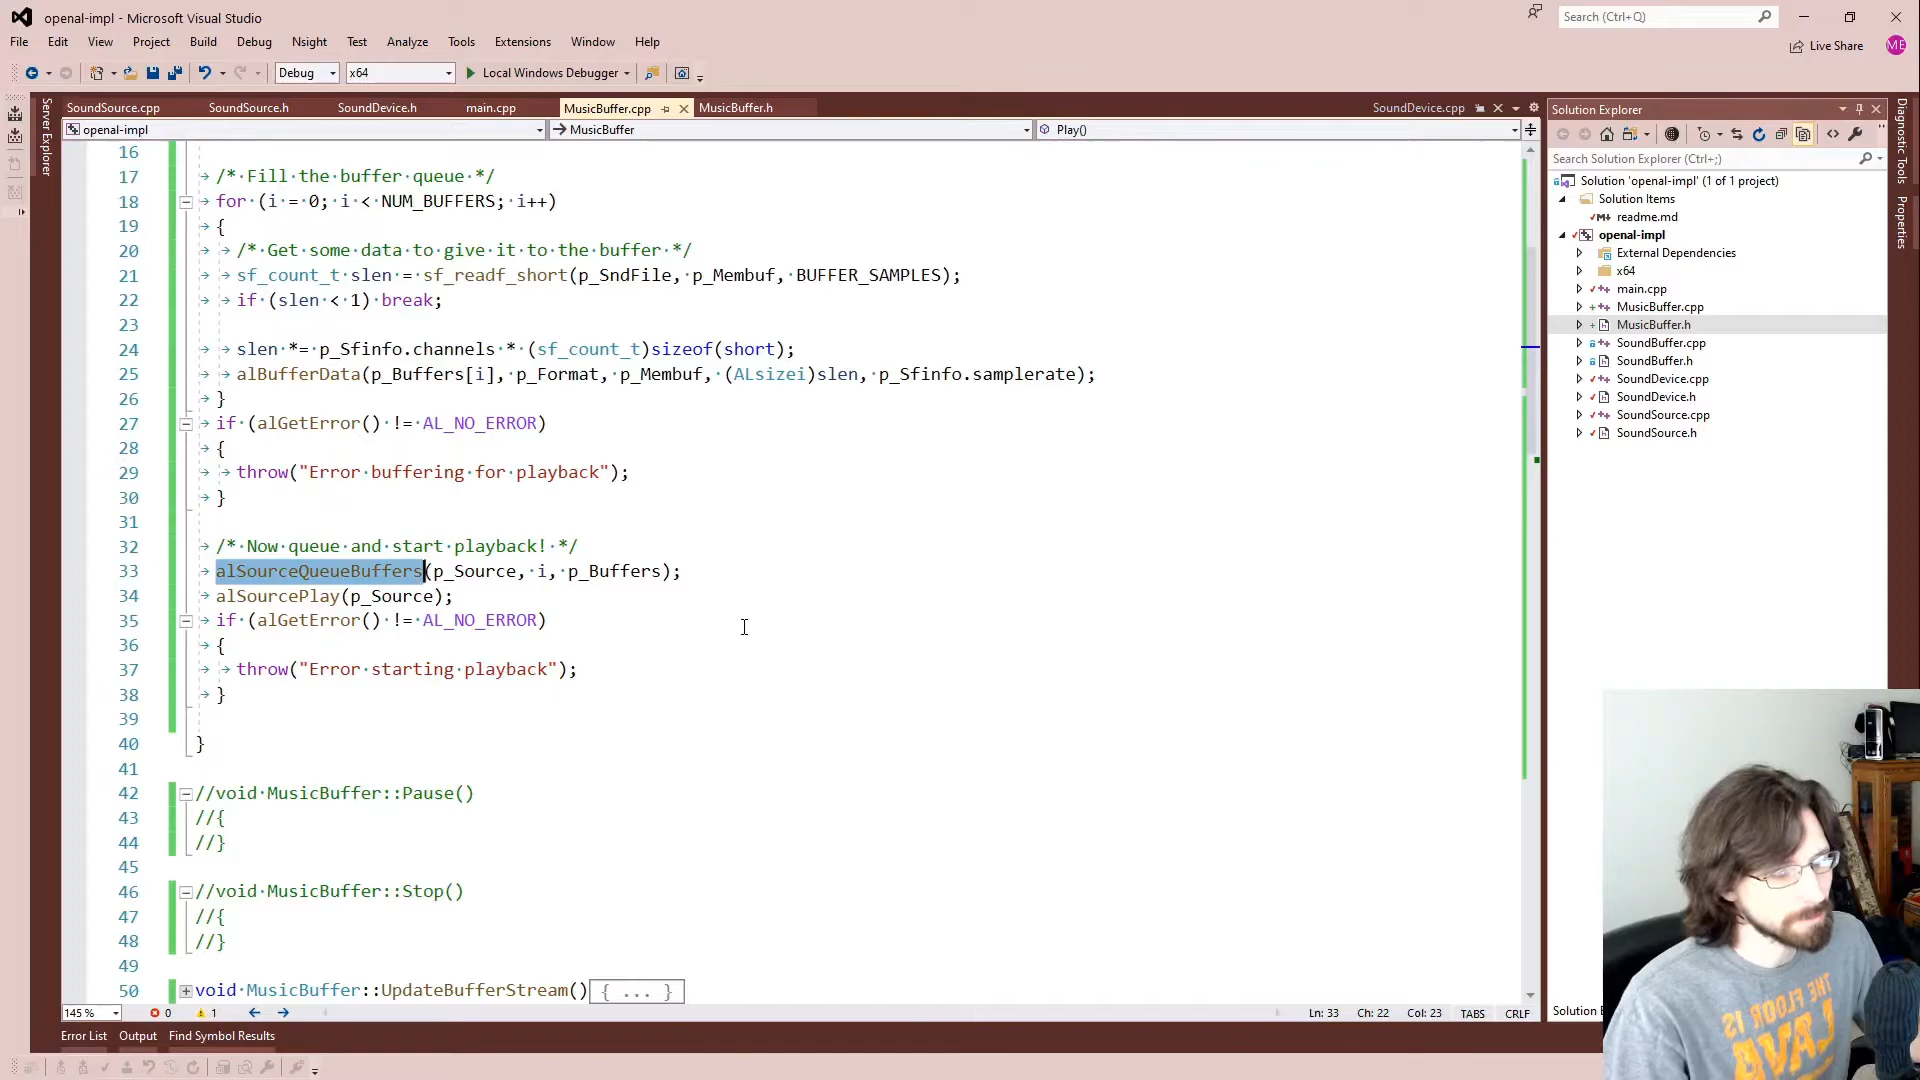 openal-impl - Microsoft Visual Studio
Search (Ctrl+Q)
File Edit View Project Build Debug Nsight Test Analyze Tools Extensions Window Help
Live Share
ME
Debug x64 Local Windows Debugger
Server Explorer
SoundSource.cpp SoundSource.h SoundDevice.h main.cpp MusicBuffer.cpp MusicBuffer.h SoundDevice.cpp
openal-impl MusicBuffer Play()
16
17 /* Fill the buffer queue */
18 for (i = 0; i < NUM_BUFFERS; i++)
19 {
20 /* Get some data to give it to the buffer */
21 sf_count_t slen = sf_readf_short(p_SndFile, p_Membuf, BUFFER_SAMPLES);
22 if (slen < 1) break;
23
24 slen *= p_Sfinfo.channels * (sf_count_t)sizeof(short);
25 alBufferData(p_Buffers[i], p_Format, p_Membuf, (ALsizei)slen, p_Sfinfo.samplerate);
26 }
27 if (alGetError() != AL_NO_ERROR)
28 {
29 throw("Error buffering for playback");
30 }
31
32 /* Now queue and start playback! */
33 alSourceQueueBuffers(p_Source, i, p_Buffers);
34 alSourcePlay(p_Source);
35 if (alGetError() != AL_NO_ERROR)
36 {
37 throw("Error starting playback");
38 }
39
40 }
41
42 //void MusicBuffer::Pause()
43 //{
44 //}
45
46 //void MusicBuffer::Stop()
47 //{
48 //}
49
50 void MusicBuffer::UpdateBufferStream(){ ... }
145 % 0 1 Ln: 33 Ch: 22 Col: 23 TABS CRLF
Error List Output Find Symbol Results
Solution Explorer
Search Solution Explorer (Ctrl+;)
Solution 'openal-impl' (1 of 1 project)
Solution Items
readme.md
openal-impl
External Dependencies
x64
main.cpp
MusicBuffer.cpp
MusicBuffer.h
SoundBuffer.cpp
SoundBuffer.h
SoundDevice.cpp
SoundDevice.h
SoundSource.cpp
SoundSource.h
Diagnostic Tools
Properties
THE FLOOR IS
LAVA